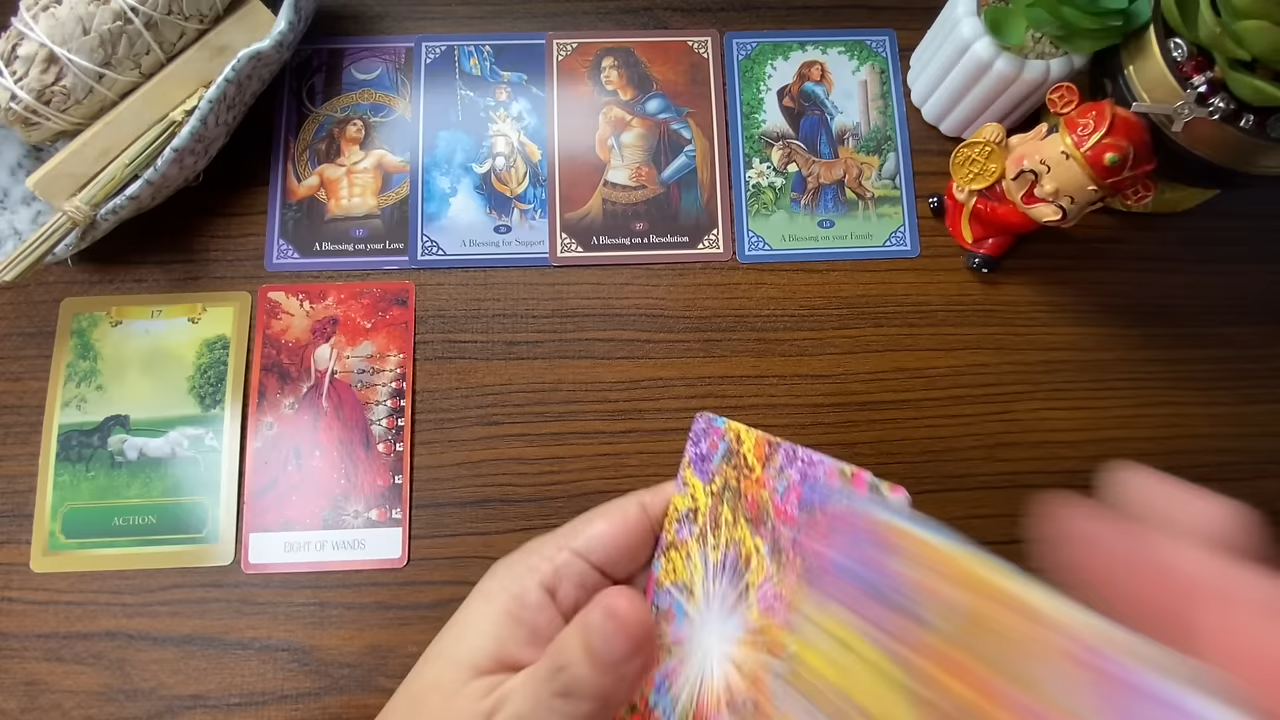 17
A Blessing on your Love
39
A Blessing for Support
27
A Blessing on a Resolution
15
A Blessing on your Family
17
ACTION
EIGHT OF WANDS